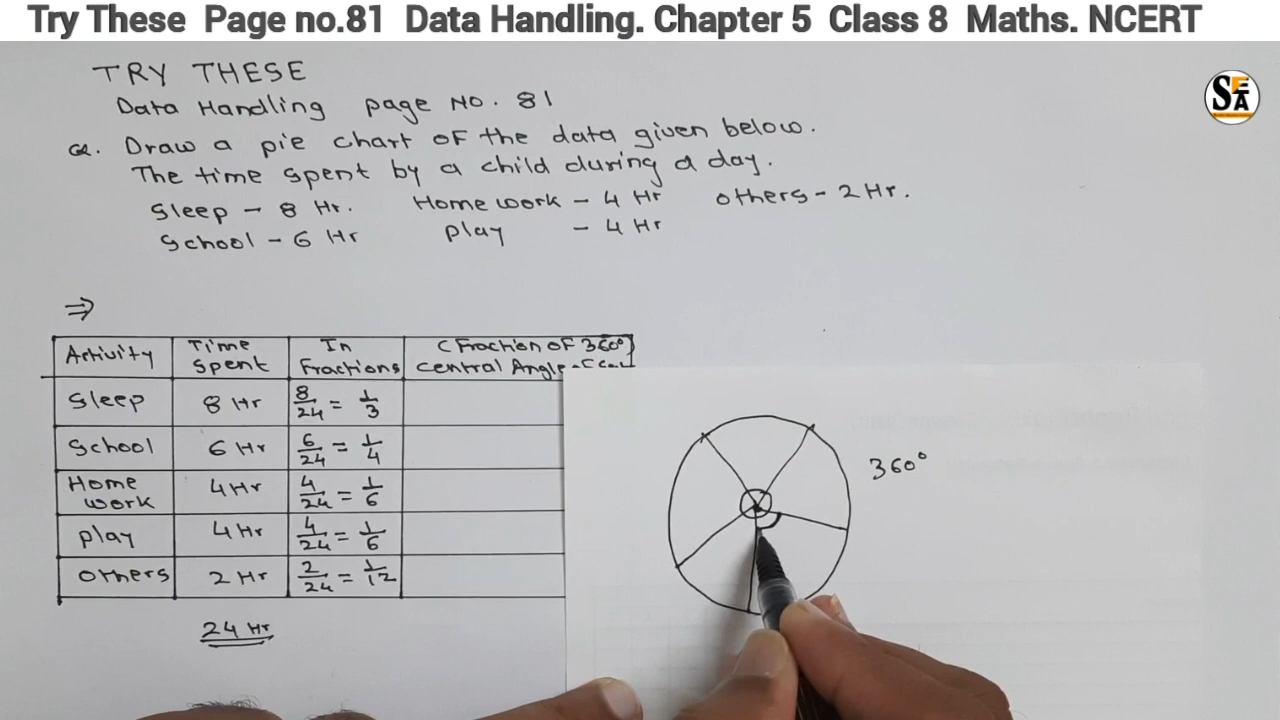 Try These Page no.81 Data Handling. Chapter 5 Class 8 Maths. NCERT
SETA
TRY THESE
Data Handling page No. 81
Q. Draw a pie chart of the data given below.
The time spent by a child during a day.
Sleep - 8 Hr. Home work - 4 Hr others - 2 Hr.
School - 6 Hr play - 4 Hr
⇒
Activity Time Spent In Fractions (Fraction of 360°) Central Angle
Sleep 8 Hr 8/24 = 1/3
School 6 Hr 6/24 = 1/4
Home work 4 Hr 4/24 = 1/6
play 4 Hr 4/24 = 1/6
others 2 Hr 2/24 = 1/12
24 Hr
360°